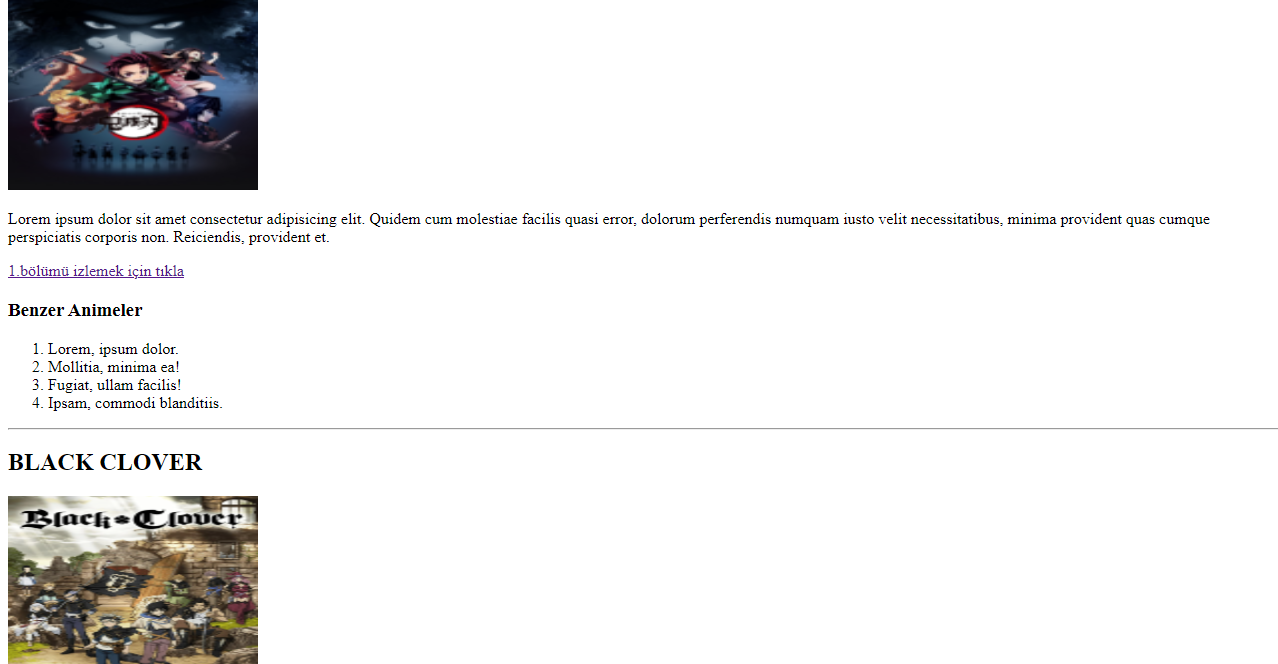 鬼滅刃
Lorem ipsum dolor sit amet consectetur adipisicing elit. Quidem cum molestiae facilis quasi error, dolorum perferendis numquam iusto velit necessitatibus, minima provident quas cumque
perspiciatis corporis non. Reiciendis, provident et.
1.bölümü izlemek için tıkla
Benzer Animeler
1. Lorem, ipsum dolor.
2. Mollitia, minima ea!
3. Fugiat, ullam facilis!
4. Ipsam, commodi blanditiis.
BLACK CLOVER
Black Clover